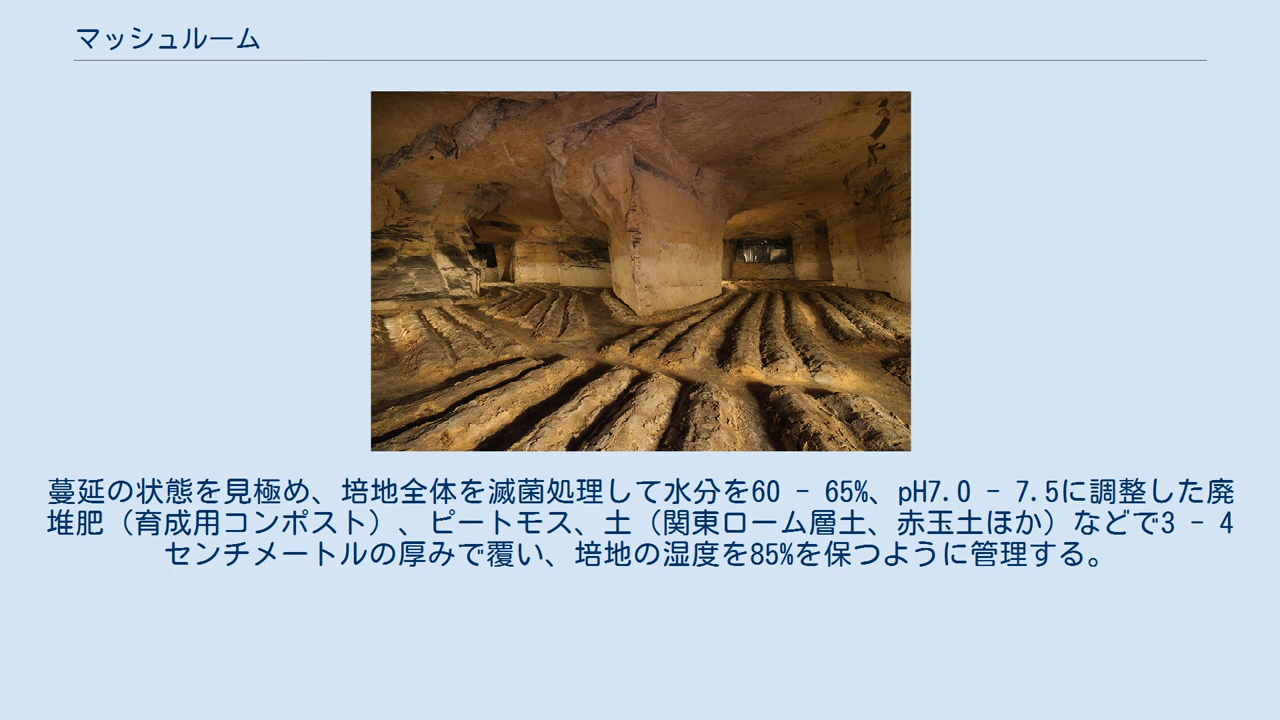 マッシュルーム
蔓延の状態を見極め、培地全体を滅菌処理して水分を60 - 65%、pH7.0 - 7.5に調整した廃
堆肥（育成用コンポスト）、ピートモス、土（関東ローム層土、赤玉土ほか）などで3 - 4
センチメートルの厚みで覆い、培地の湿度を85%を保つように管理する。